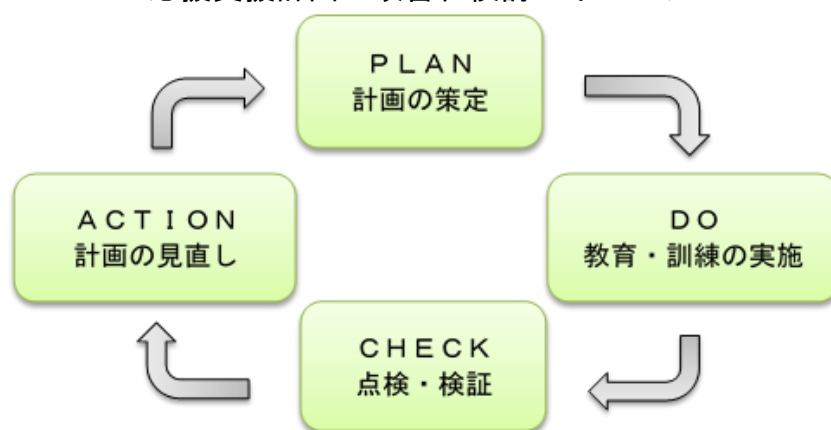 ＰＬＡＮ
計画の策定
ＤＯ
教育・訓練の実施
ＣＨＥＣＫ
点検・検証
ＡＣＴＩＯＮ
計画の見直し